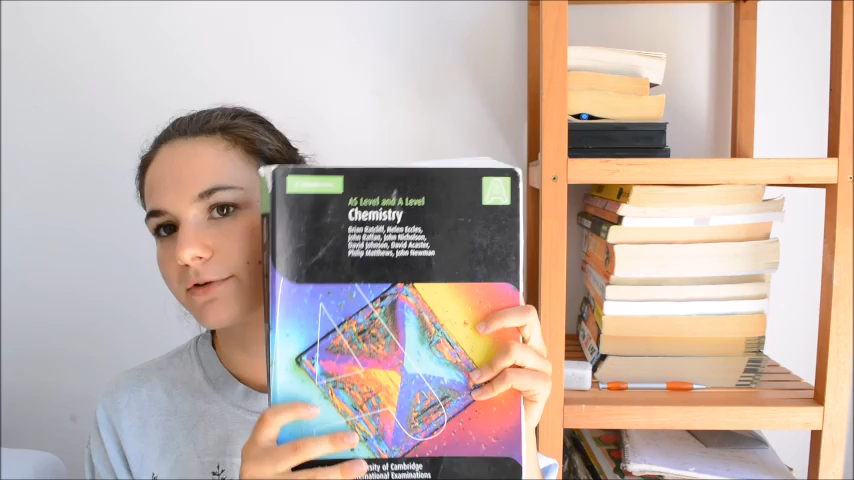 AS Level and A Level
Chemistry
Brian Ratcliff, Helen Eccles,
John Raffan, John Nicholson,
David Johnson, David Acaster,
Philip Matthews, John Newman
University of Cambridge
International Examinations